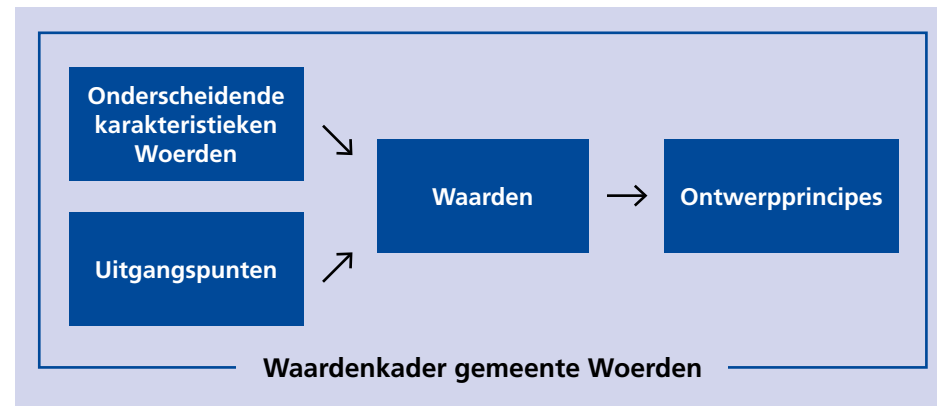 Onderscheidende
karakteristieken
Woerden
Uitgangspunten
Waarden
Ontwerpprincipes
Waardenkader gemeente Woerden